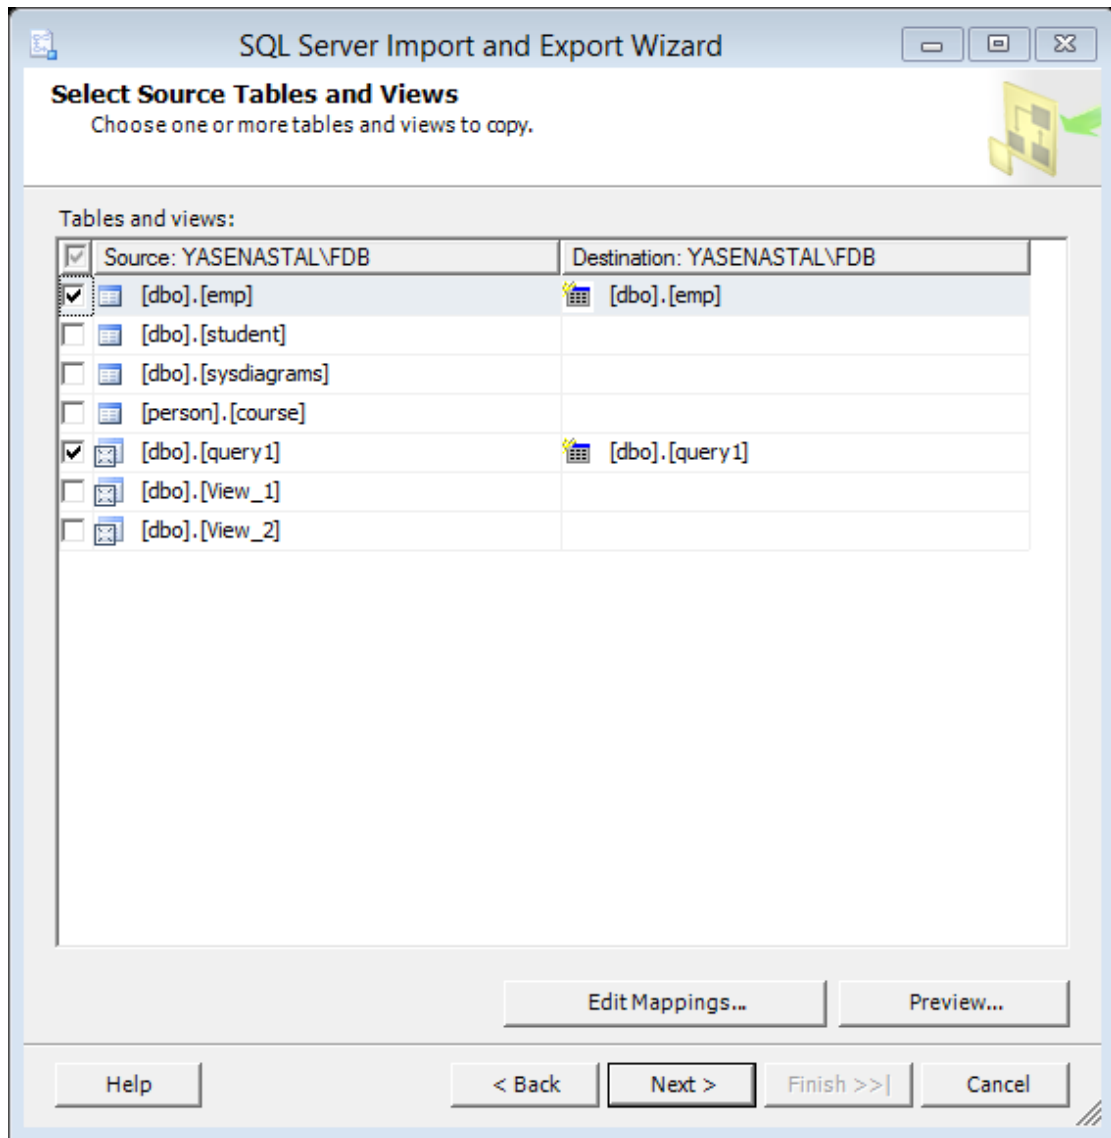 SQL Server Import and Export Wizard
Select Source Tables and Views
Choose one or more tables and views to copy.
Tables and views:
Source: YASENASTAL\FDB Destination: YASENASTAL\FDB
[dbo].[emp] [dbo].[emp]
[dbo].[student]
[dbo].[sysdiagrams]
[person].[course]
[dbo].[query1] [dbo].[query1]
[dbo].[View_1]
[dbo].[View_2]
Edit Mappings... Preview...
Help < Back Next > Finish >>| Cancel